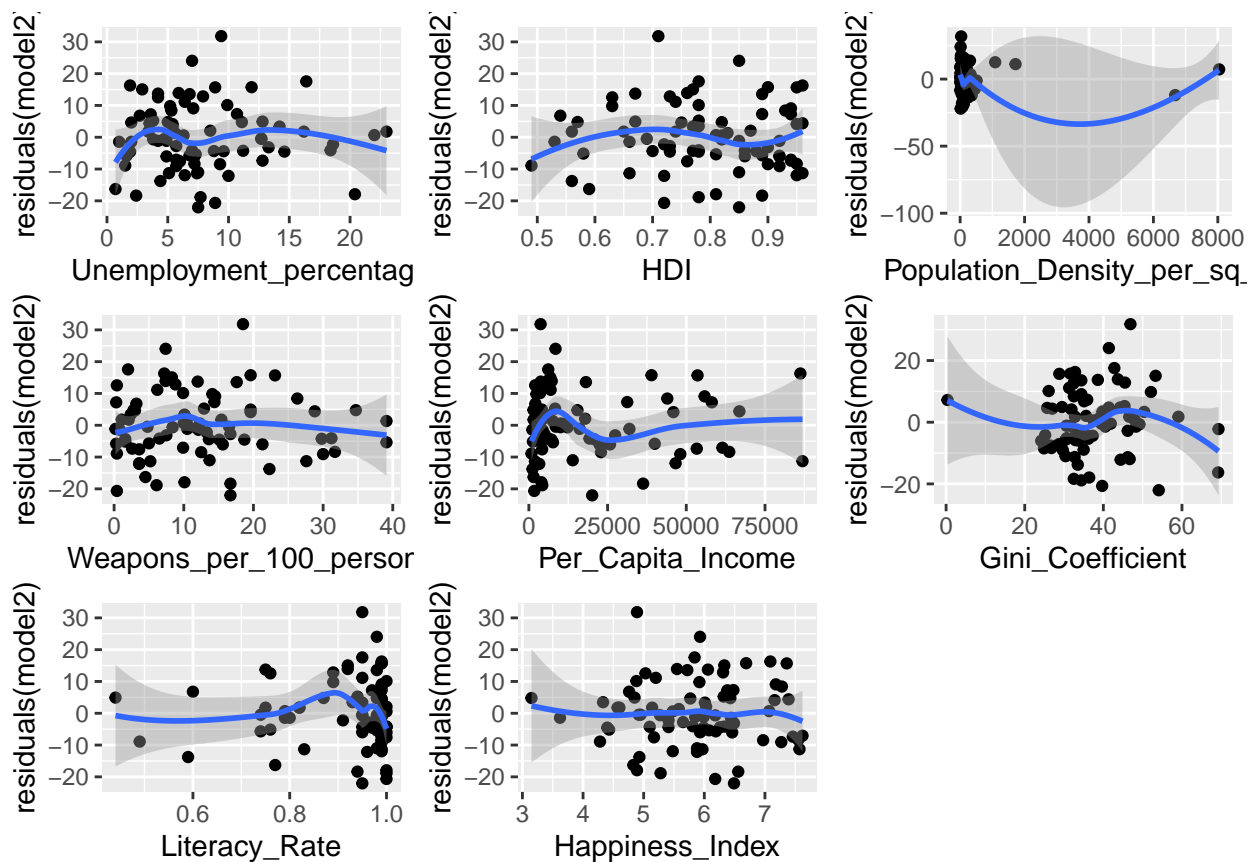 residuals(model2)
30
20
10
0
−10
−20
0 5 10 15 20
Unemployment_percentag
residuals(model2)
30
20
10
0
−10
−20
0.5 0.6 0.7 0.8 0.9
HDI
residuals(model2)
0
−50
−100
0 2000 4000 6000 8000
Population_Density_per_sq_
residuals(model2)
30
20
10
0
−10
−20
0 10 20 30 40
Weapons_per_100_person
residuals(model2)
30
20
10
0
−10
−20
0 25000 50000 75000
Per_Capita_Income
residuals(model2)
20
0
−20
0 20 40 60
Gini_Coefficient
residuals(model2)
30
20
10
0
−10
−20
0.6 0.8 1.0
Literacy_Rate
residuals(model2)
30
20
10
0
−10
−20
3 4 5 6 7
Happiness_Index